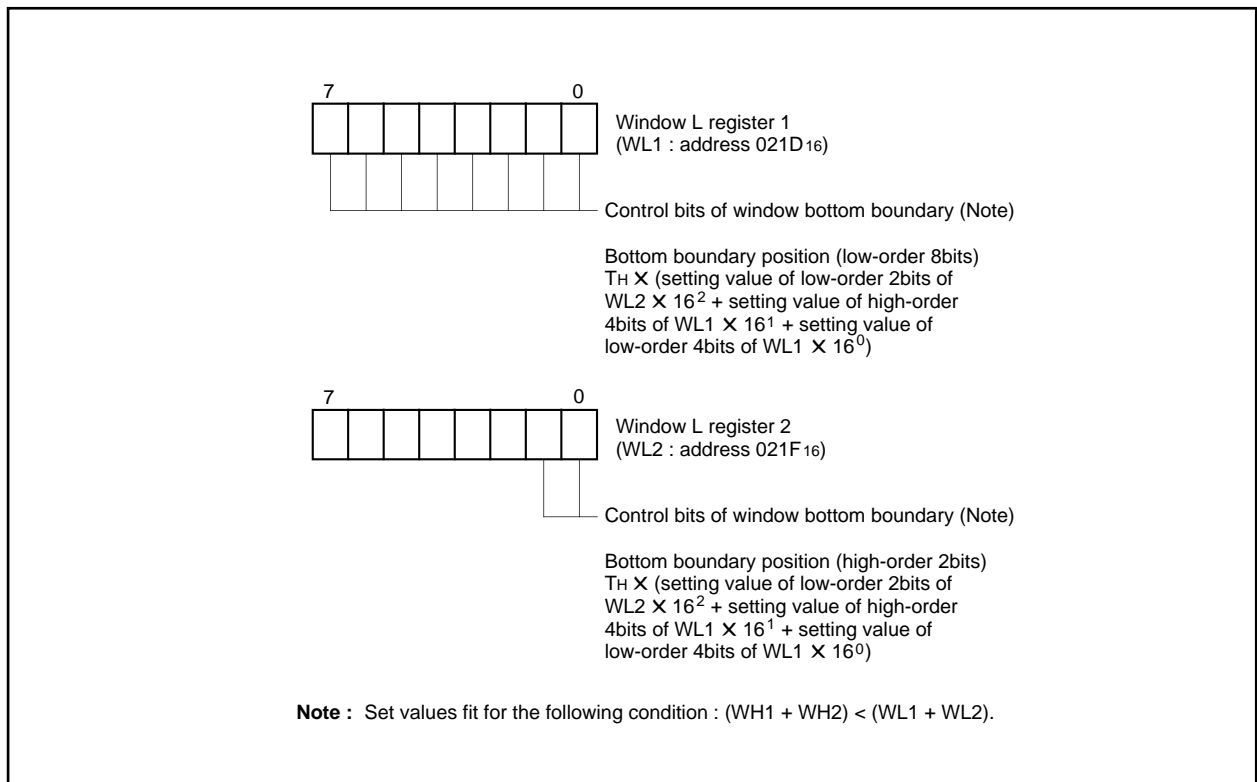 7 0
Window L register 1
(WL1 : address 021D16)
Control bits of window bottom boundary (Note)
Bottom boundary position (low-order 8bits)
TH X (setting value of low-order 2bits of
WL2 X 16² + setting value of high-order
4bits of WL1 X 16¹ + setting value of
low-order 4bits of WL1 X 16⁰)
7 0
Window L register 2
(WL2 : address 021F16)
Control bits of window bottom boundary (Note)
Bottom boundary position (high-order 2bits)
TH X (setting value of low-order 2bits of
WL2 X 16² + setting value of high-order
4bits of WL1 X 16¹ + setting value of
low-order 4bits of WL1 X 16⁰)
Note : Set values fit for the following condition : (WH1 + WH2) < (WL1 + WL2).